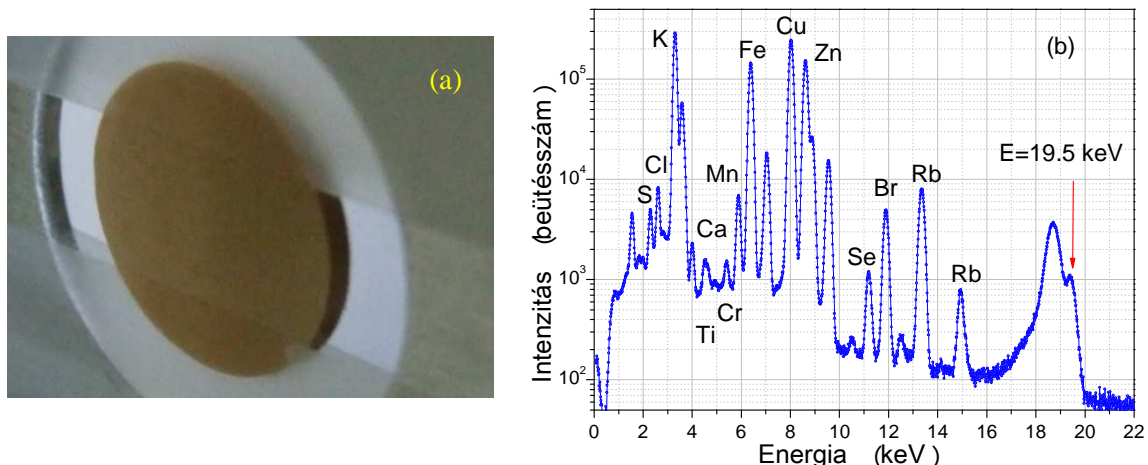 (a)
(b)
Intenzitás (beütésszám)
10^5
10^4
10^3
10^2
K
Cl
S
Ca
Ti
Cr
Mn
Fe
Cu
Zn
Se
Br
Rb
Rb
E=19.5 keV
0 2 4 6 8 10 12 14 16 18 20 22
Energia (keV)